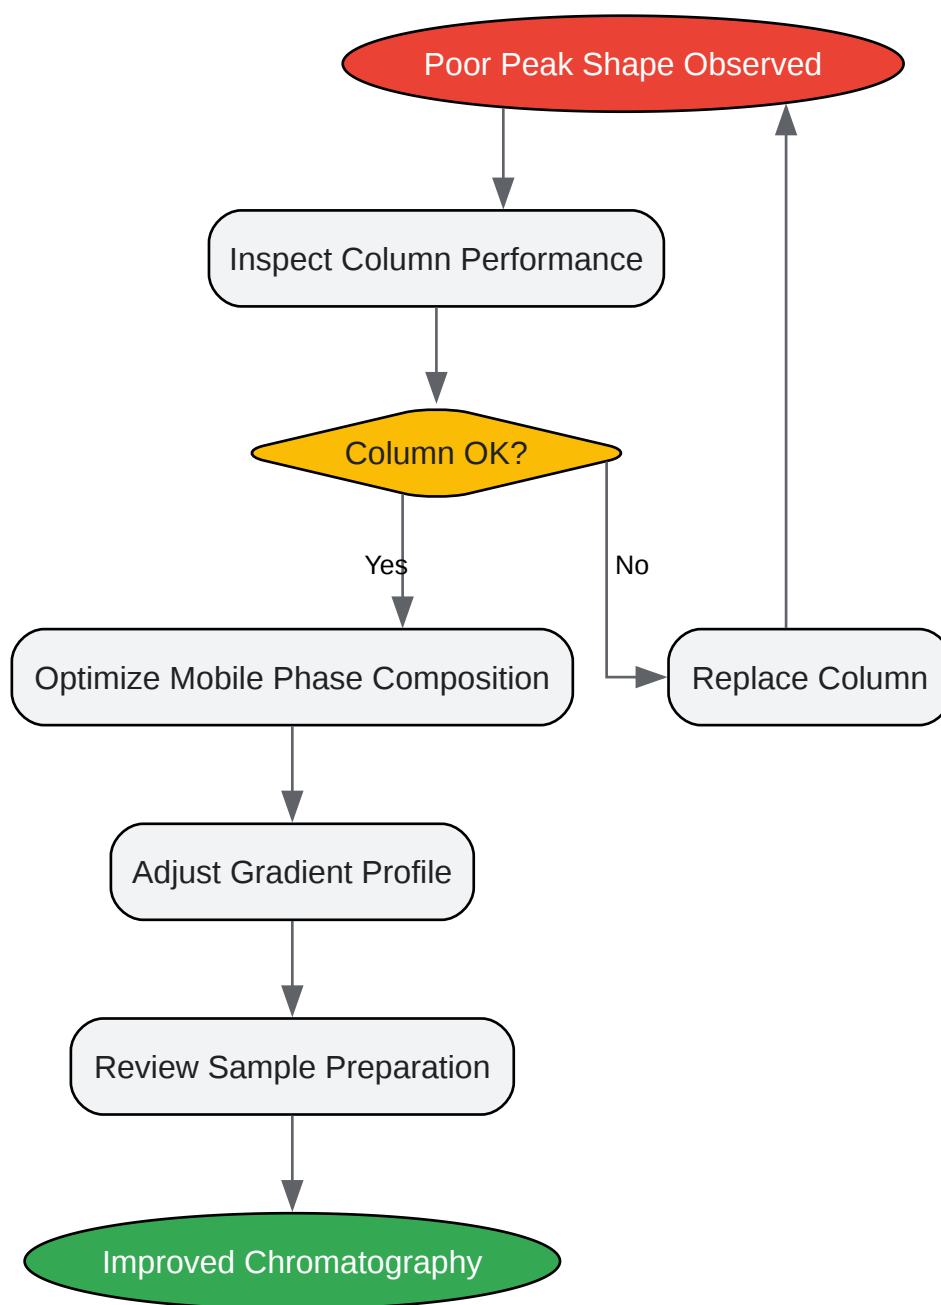 Poor Peak Shape Observed
Inspect Column Performance
Column OK?
Yes
No
Optimize Mobile Phase Composition
Replace Column
Adjust Gradient Profile
Review Sample Preparation
Improved Chromatography